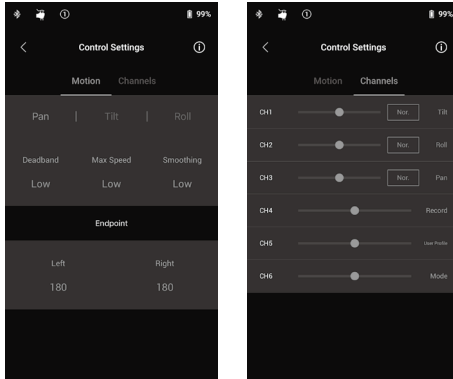 ① 99%
Control Settings
Motion Channels
Pan | Tilt | Roll
Deadband Max Speed Smoothing
Low Low Low
Endpoint
Left Right
180 180
① 99%
Control Settings
Motion Channels
CH1 Nor. Tilt
CH2 Nor. Roll
CH3 Nor. Pan
CH4 Record
CH5 User Profile
CH6 Mode